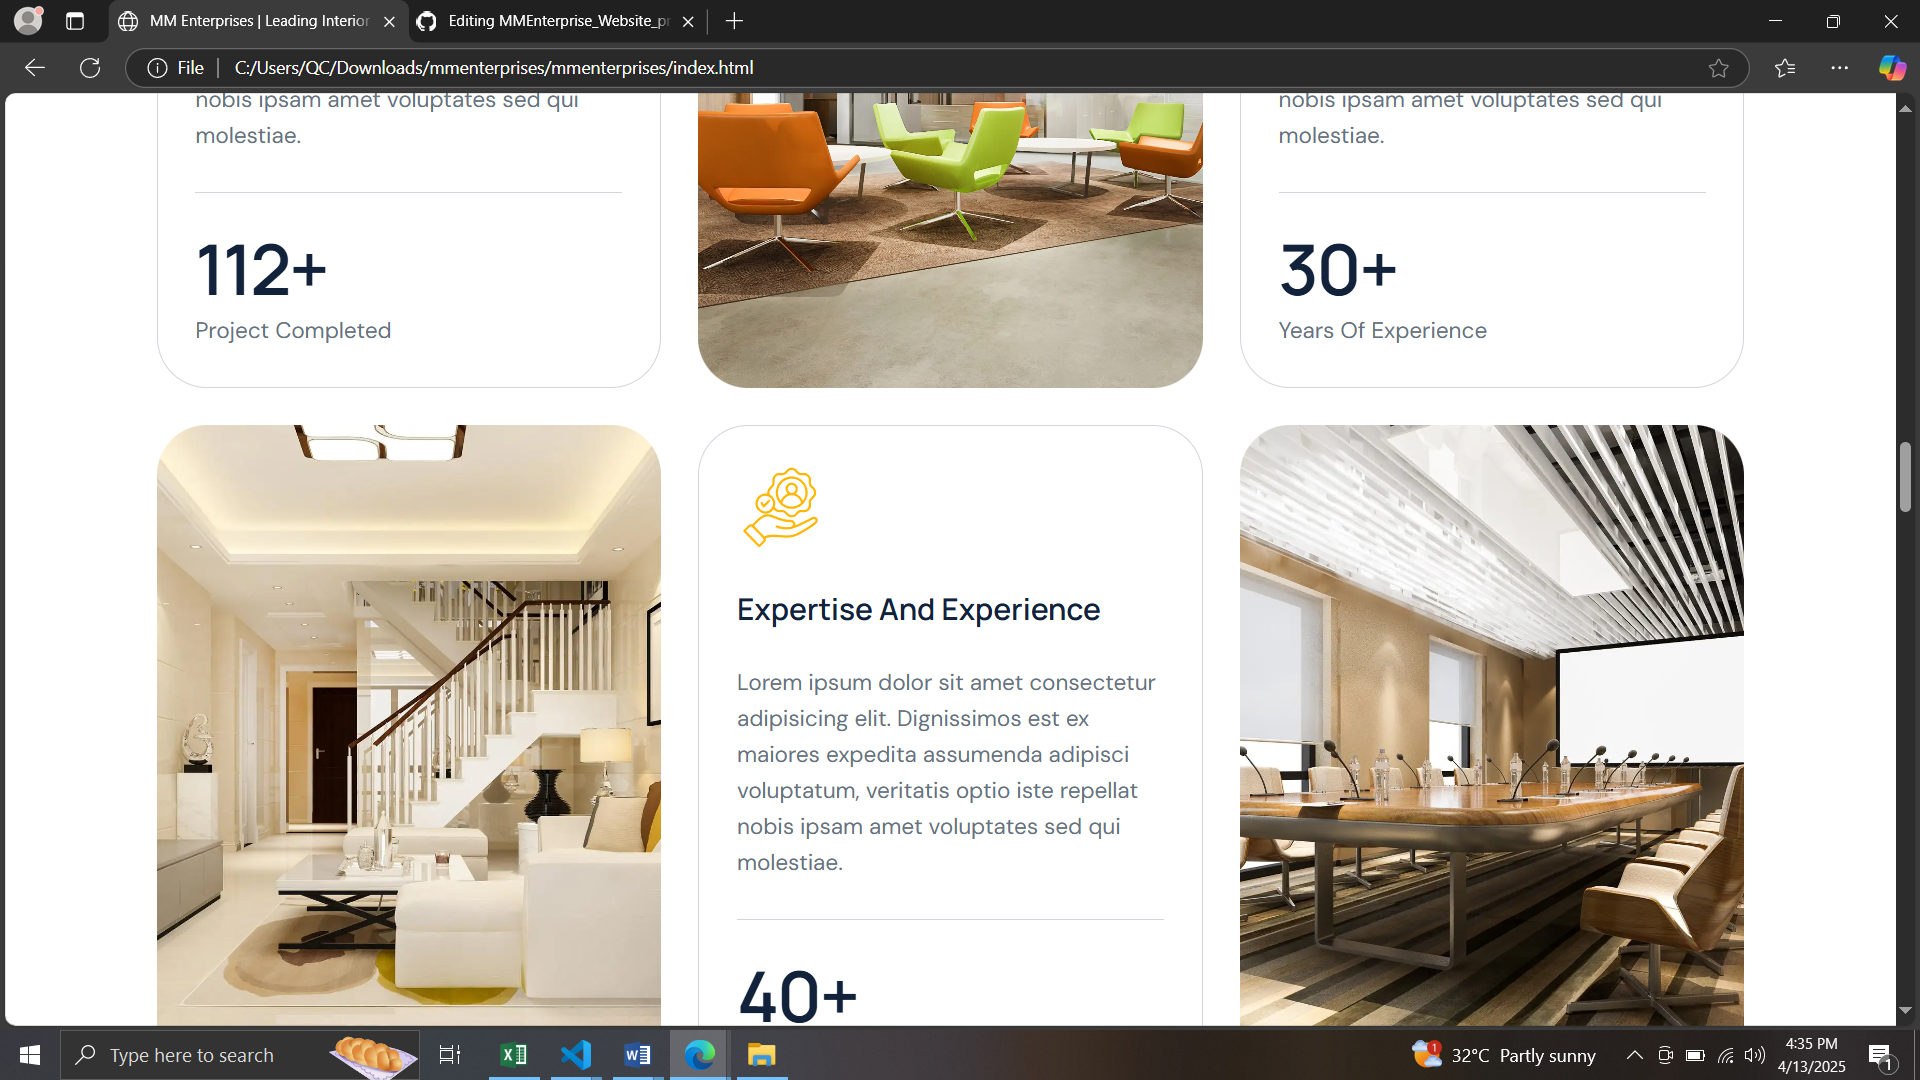 MM Enterprises | Leading Interior
Editing MMEnterprise_Website_pr
File
C:/Users/QC/Downloads/mmenterprises/mmenterprises/index.html
nobis ipsam amet voluptates sed qui
molestiae.
112+
Project Completed
nobis ipsam amet voluptates sed qui
molestiae.
30+
Years Of Experience
Expertise And Experience
Lorem ipsum dolor sit amet consectetur
adipisicing elit. Dignissimos est ex
maiores expedita assumenda adipisci
voluptatum, veritatis optio iste repellat
nobis ipsam amet voluptates sed qui
molestiae.
40+
Type here to search
1
32°C Partly sunny
4:35 PM
4/13/2025
1